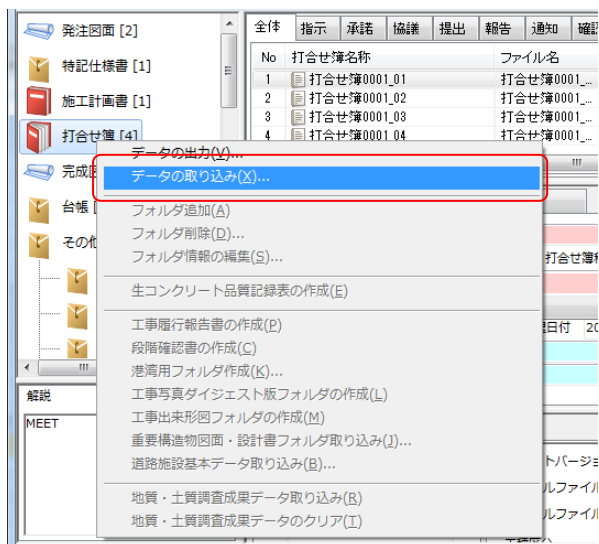 発注図面 [2]
特記仕様書 [1]
施工計画書 [1]
打合せ簿 [4]
完成図
台帳 [
その他
解説
MEET
全体 指示 承諾 協議 提出 報告 通知 確認
No 打合せ簿名称 ファイル名
1 打合せ簿0001_01 打合せ簿0001_...
2 打合せ簿0001_02 打合せ簿0001_...
3 打合せ簿0001_03 打合せ簿0001_...
4 打合せ簿0001_04 打合せ簿0001_...
データの出力(V)...
データの取り込み(X)...
フォルダ追加(A)
フォルダ削除(D)...
フォルダ情報の編集(S)...
生コンクリート品質記録表の作成(E)
工事履行報告書の作成(P)
段階確認書の作成(C)
港湾用フォルダ作成(K)...
工事写真ダイジェスト版フォルダの作成(L)
工事出来形図フォルダの作成(M)
重要構造物図面・設計書フォルダ取り込み(J)...
道路施設基本データ取り込み(B)...
地質・土質調査成果データ取り込み(R)
地質・土質調査成果データのクリア(T)
打合せ簿
日付 20
トバージョ
ルファイル
ルファイ